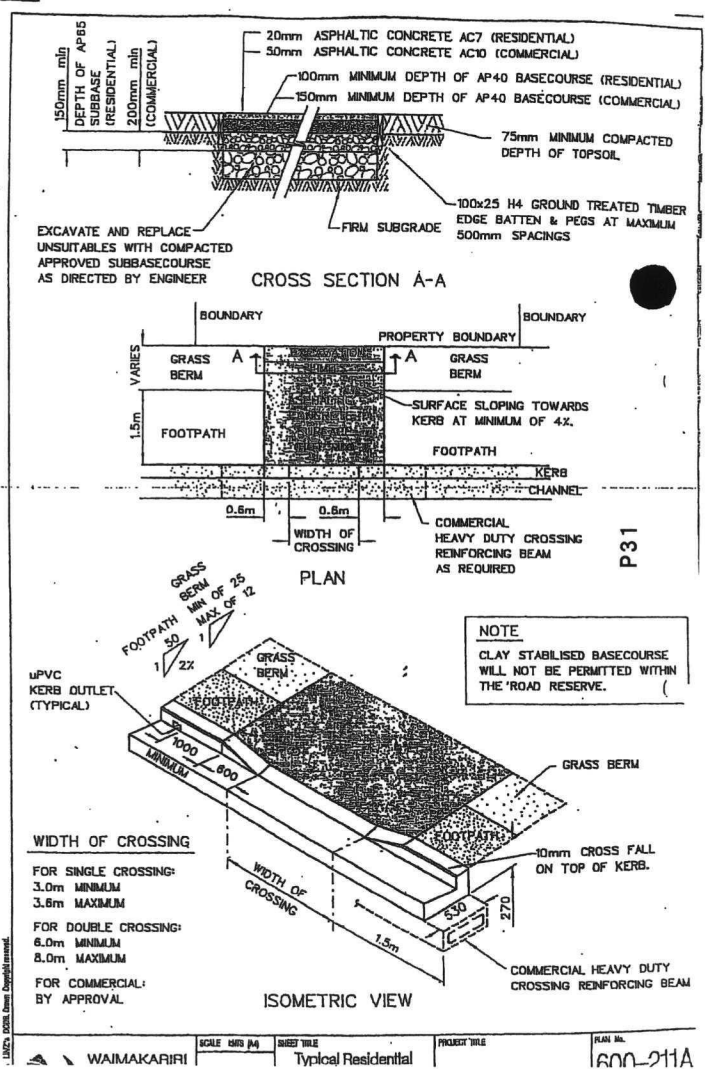 20mm ASPHALTIC CONCRETE AC7 (RESIDENTIAL)
50mm ASPHALTIC CONCRETE AC10 (COMMERCIAL)
100mm MINIMUM DEPTH OF AP40 BASECOURSE (RESIDENTIAL)
150mm MINIMUM DEPTH OF AP40 BASECOURSE (COMMERCIAL)
150mm min
DEPTH OF AP65
SUBBASE
(RESIDENTIAL)
200mm min
(COMMERCIAL)
75mm MINIMUM COMPACTED
DEPTH OF TOPSOIL
100x25 H4 GROUND TREATED TIMBER
EDGE BATTEN & PEGS AT MAXIMUM
500mm SPACINGS
FIRM SUBGRADE
EXCAVATE AND REPLACE
UNSUITABLES WITH COMPACTED
APPROVED SUBBASECOURSE
AS DIRECTED BY ENGINEER
CROSS SECTION A-A
BOUNDARY
BOUNDARY
PROPERTY BOUNDARY
VARIES
GRASS
BERM
A
A
GRASS
BERM
1.5m
FOOTPATH
SURFACE SLOPING TOWARDS
KERB AT MINIMUM OF 4%.
FOOTPATH
KERB
CHANNEL
0.6m
0.6m
WIDTH OF
CROSSING
COMMERCIAL
HEAVY DUTY CROSSING
REINFORCING BEAM
AS REQUIRED
P31
PLAN
GRASS
BERM
MIN OF 25
MAX OF 12
1
FOOTPATH
50
1
2%
NOTE
CLAY STABILISED BASECOURSE
WILL NOT BE PERMITTED WITHIN
THE ROAD RESERVE.
uPVC
KERB OUTLET
(TYPICAL)
GRASS
BERM
FOOTPATH
1000
600
MINIMUM
GRASS BERM
FOOTPATH
10mm CROSS FALL
ON TOP OF KERB.
WIDTH OF
CROSSING
1.5m
530
270
COMMERCIAL HEAVY DUTY
CROSSING REINFORCING BEAM
WIDTH OF CROSSING
FOR SINGLE CROSSING:
3.0m MINIMUM
3.6m MAXIMUM
FOR DOUBLE CROSSING:
6.0m MINIMUM
8.0m MAXIMUM
FOR COMMERCIAL:
BY APPROVAL
ISOMETRIC VIEW
LINZ's DCDB, Crown Copyright reserved.
WAIMAKARIRI
SCALE
SHEET TITLE
Typical Residential
PROJECT TITLE
PLAN No.
600-211A